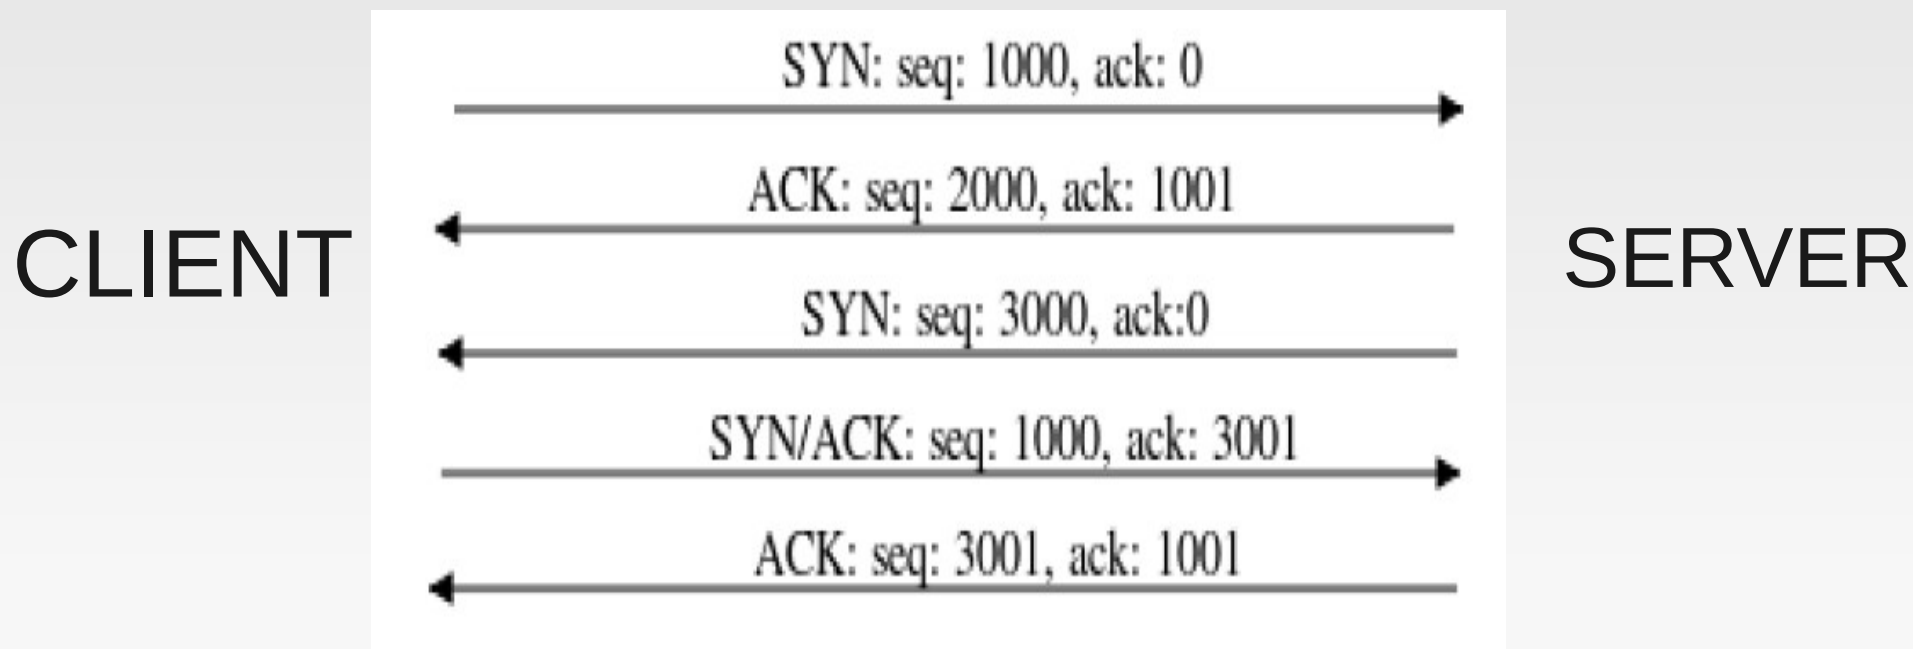 SYN: seq: 1000, ack: 0
ACK: seq: 2000, ack: 1001
CLIENT
SERVER
SYN: seq: 3000, ack:0
SYN/ACK: seq: 1000, ack: 3001
ACK: seq: 3001, ack: 1001